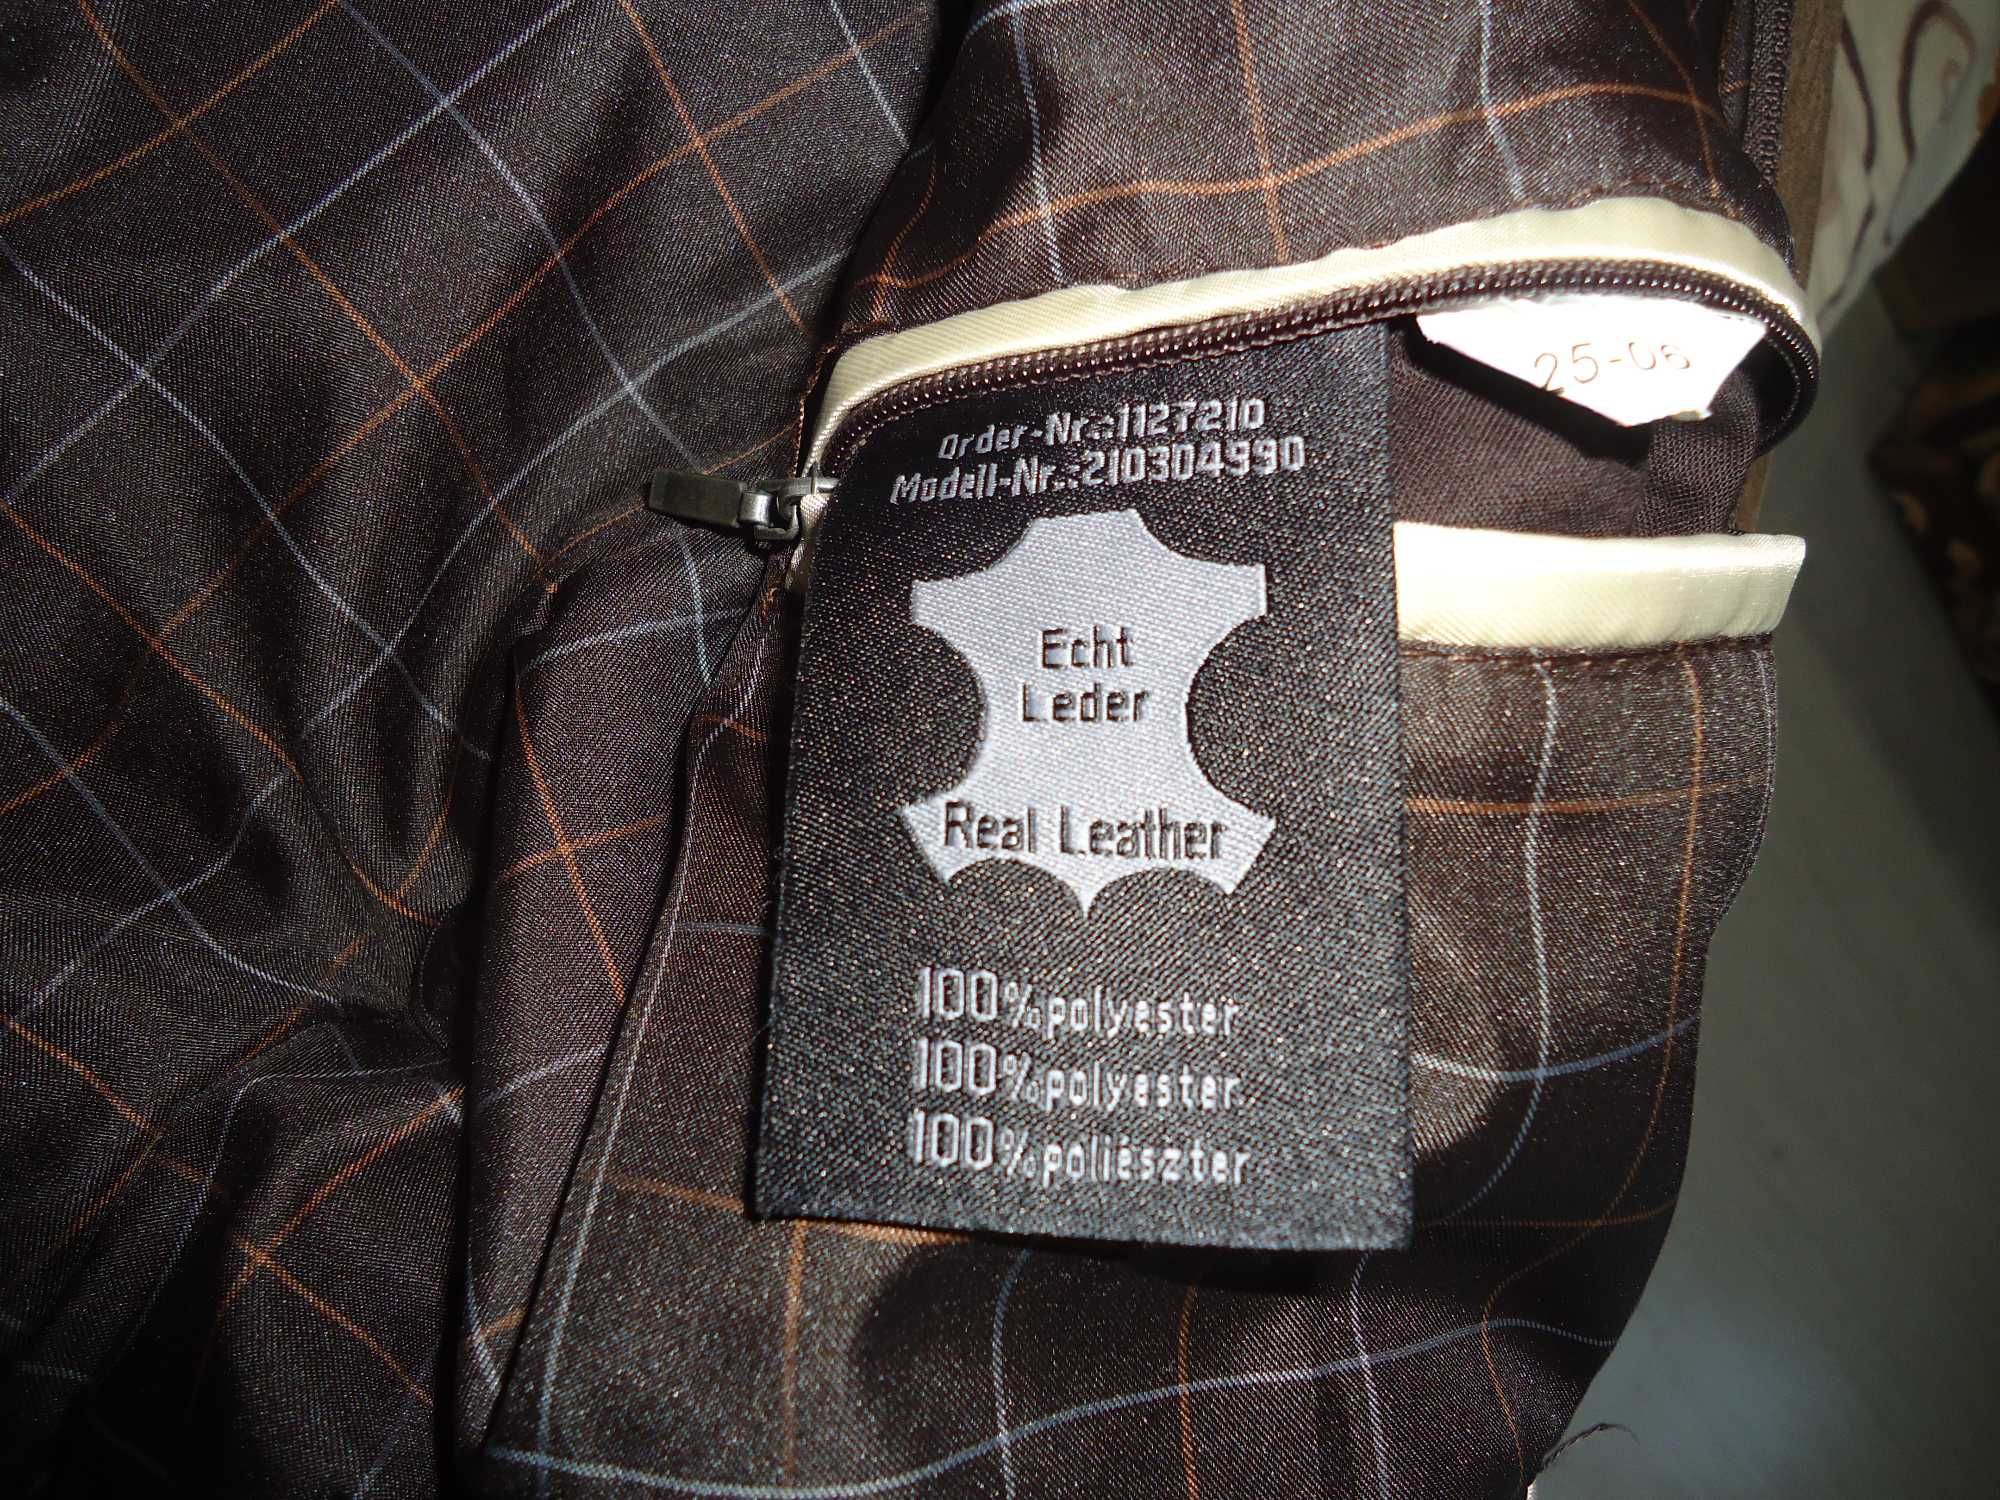 25-06
Order-Nr.:1127210
Modell-Nr.:210304990
Echt
Leder
Real Leather
100%polyester
100%polyester
100%poliészter